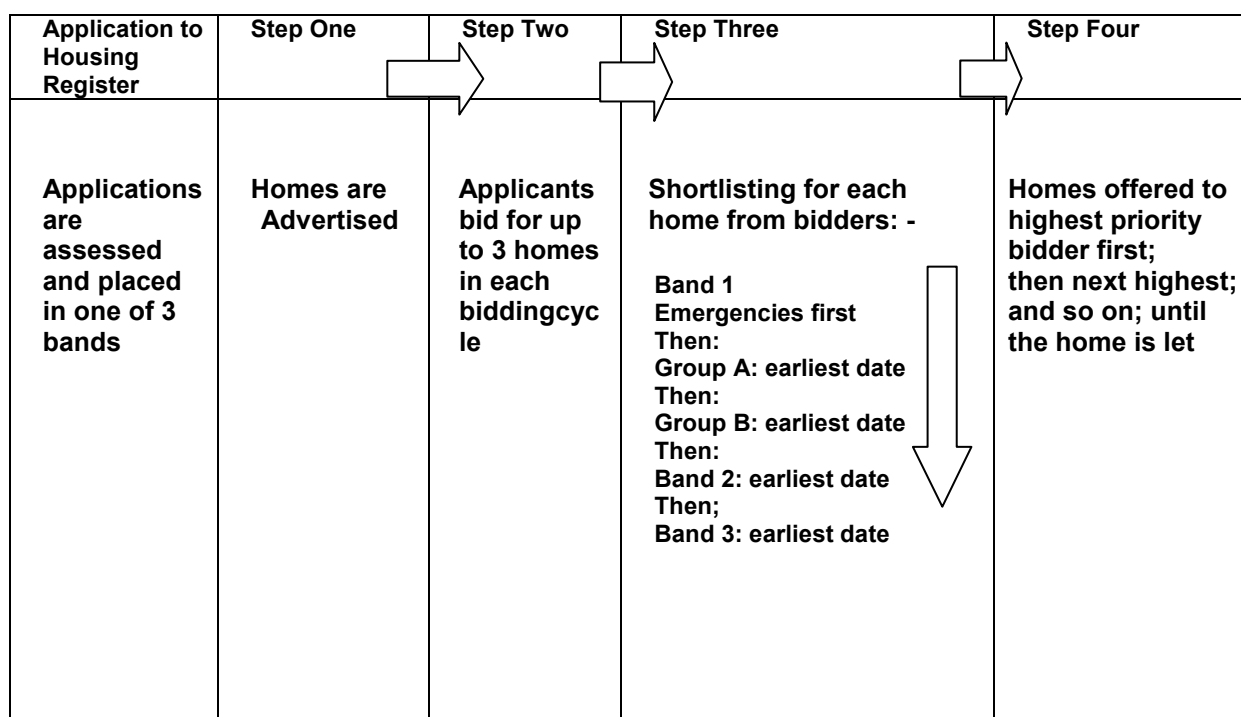 Application to
Housing
Register
Step One
Step Two
Step Three
Step Four
Applications
are
assessed
and placed
in one of 3
bands
Homes are
Advertised
Applicants
bid for up
to 3 homes
in each
biddingcyc
le
Shortlisting for each
home from bidders: -
Band 1
Emergencies first
Then:
Group A: earliest date
Then:
Group B: earliest date
Then:
Band 2: earliest date
Then;
Band 3: earliest date
Homes offered to
highest priority
bidder first;
then next highest;
and so on; until
the home is let